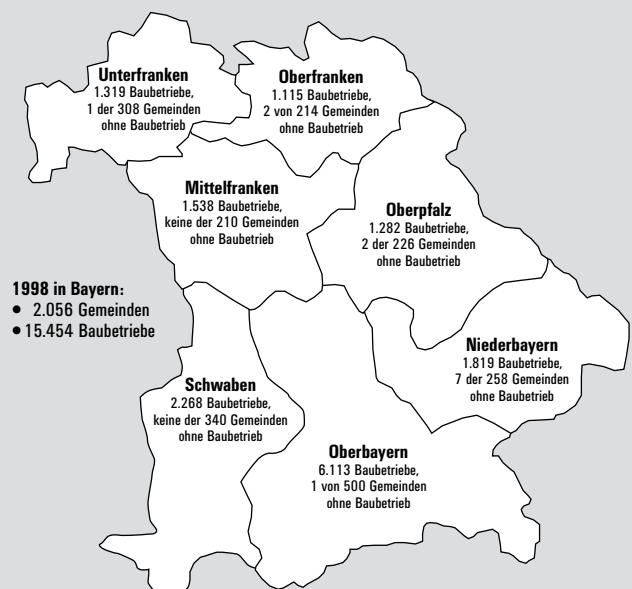 Unterfranken
1.319 Baubetriebe,
1 der 308 Gemeinden
ohne Baubetrieb
Oberfranken
1.115 Baubetriebe,
2 von 214 Gemeinden
ohne Baubetrieb
Mittelfranken
1.538 Baubetriebe,
keine der 210 Gemeinden
ohne Baubetrieb
Oberpfalz
1.282 Baubetriebe,
2 der 226 Gemeinden
ohne Baubetrieb
1998 in Bayern:
● 2.056 Gemeinden
● 15.454 Baubetriebe
Niederbayern
1.819 Baubetriebe,
7 der 258 Gemeinden
ohne Baubetrieb
Schwaben
2.268 Baubetriebe,
keine der 340 Gemeinden
ohne Baubetrieb
Oberbayern
6.113 Baubetriebe,
1 von 500 Gemeinden
ohne Baubetrieb